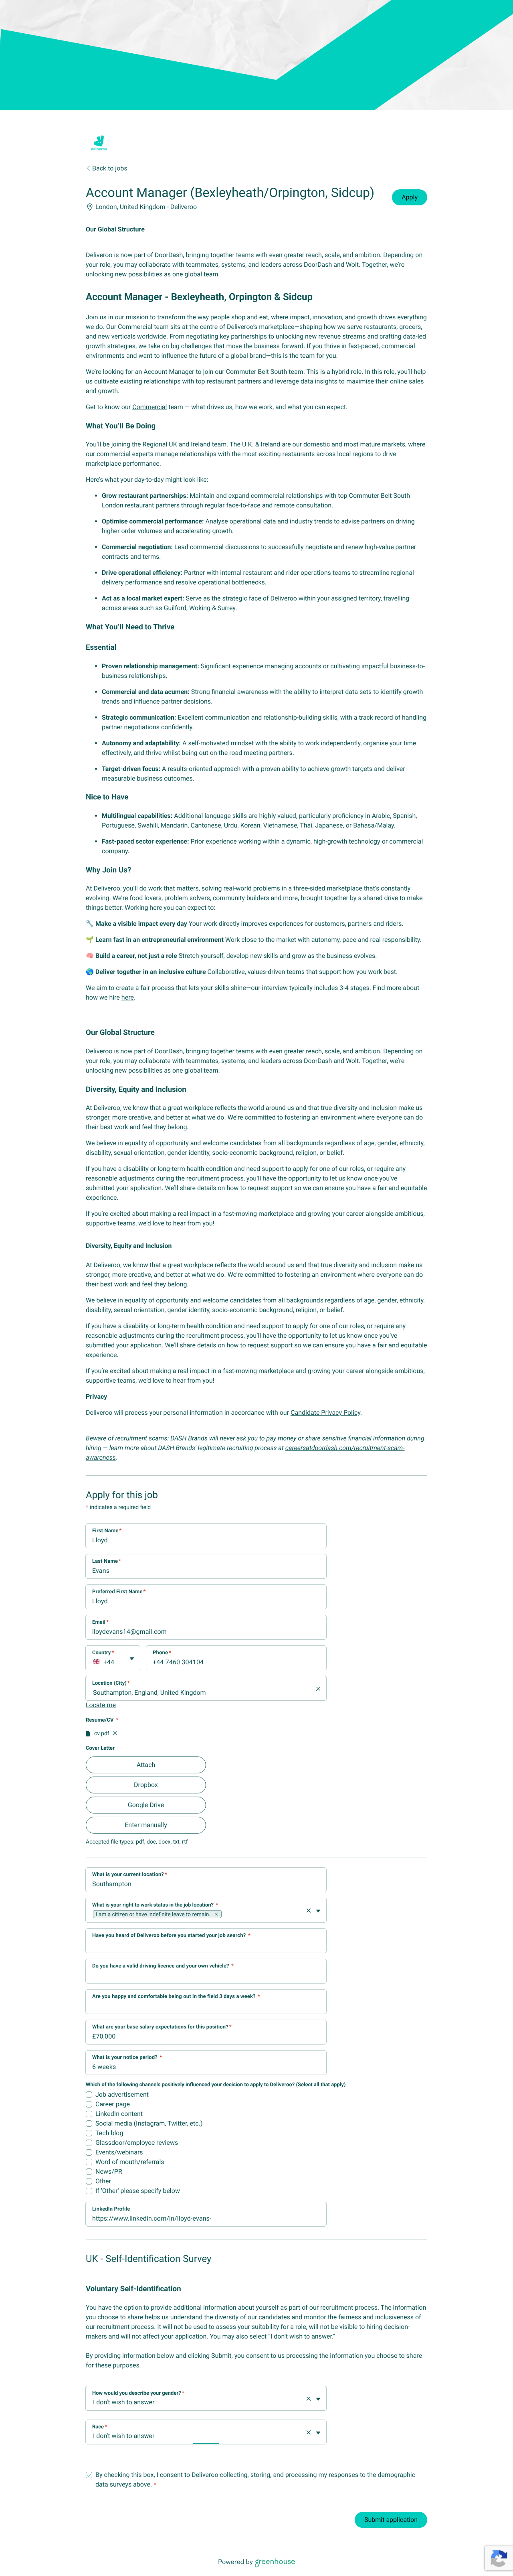 Back to jobs
Account Manager (Bexleyheath/Orpington, Sidcup)
Apply
London, United Kingdom - Deliveroo
Our Global Structure
Deliveroo is now part of DoorDash, bringing together teams with even greater reach, scale, and ambition. Depending on
your role, you may collaborate with teammates, systems, and leaders across DoorDash and Wolt. Together, we're
unlocking new possibilities as one global team.
Account Manager - Bexleyheath, Orpington & Sidcup
Join us in our mission to transform the way people shop and eat, where impact, innovation, and growth drives everything
we do. Our Commercial team sits at the centre of Deliveroo's marketplace—shaping how we serve restaurants, grocers,
and new verticals worldwide. From negotiating key partnerships to unlocking new revenue streams and crafting data-led
growth strategies, we take on big challenges that move the business forward. If you thrive in fast-paced, commercial
environments and want to influence the future of a global brand—this is the team for you.
We're looking for an Account Manager to join our Commuter Belt South team. This is a hybrid role. In this role, you'll help
us cultivate existing relationships with top restaurant partners and leverage data insights to maximise their online sales
and growth.
Get to know our Commercial team — what drives us, how we work, and what you can expect.
What You'll Be Doing
You'll be joining the Regional UK and Ireland team. The U.K. & Ireland are our domestic and most mature markets, where
our commercial experts manage relationships with the most exciting restaurants across local regions to drive
marketplace performance.
Here's what your day-to-day might look like:
• Grow restaurant partnerships: Maintain and expand commercial relationships with top Commuter Belt South
London restaurant partners through regular face-to-face and remote consultation.
• Optimise commercial performance: Analyse operational data and industry trends to advise partners on driving
higher order volumes and accelerating growth.
• Commercial negotiation: Lead commercial discussions to successfully negotiate and renew high-value partner
contracts and terms.
• Drive operational efficiency: Partner with internal restaurant and rider operations teams to streamline regional
delivery performance and resolve operational bottlenecks.
• Act as a local market expert: Serve as the strategic face of Deliveroo within your assigned territory, travelling
across areas such as Guilford, Woking & Surrey.
What You'll Need to Thrive
Essential
• Proven relationship management: Significant experience managing accounts or cultivating impactful business-to-
business relationships.
• Commercial and data acumen: Strong financial awareness with the ability to interpret data sets to identify growth
trends and influence partner decisions.
• Strategic communication: Excellent communication and relationship-building skills, with a track record of handling
partner negotiations confidently.
• Autonomy and adaptability: A self-motivated mindset with the ability to work independently, organise your time
effectively, and thrive whilst being out on the road meeting partners.
• Target-driven focus: A results-oriented approach with a proven ability to achieve growth targets and deliver
measurable business outcomes.
Nice to Have
• Multilingual capabilities: Additional language skills are highly valued, particularly proficiency in Arabic, Spanish,
Portuguese, Swahili, Mandarin, Cantonese, Urdu, Korean, Vietnamese, Thai, Japanese, or Bahasa/Malay.
• Fast-paced sector experience: Prior experience working within a dynamic, high-growth technology or commercial
company.
Why Join Us?
At Deliveroo, you'll do work that matters, solving real-world problems in a three-sided marketplace that's constantly
evolving. We're food lovers, problem solvers, community builders and more, brought together by a shared drive to make
things better. Working here you can expect to:
🔧 Make a visible impact every day Your work directly improves experiences for customers, partners and riders.
🌱 Learn fast in an entrepreneurial environment Work close to the market with autonomy, pace and real responsibility.
🧠 Build a career, not just a role Stretch yourself, develop new skills and grow as the business evolves.
🌎 Deliver together in an inclusive culture Collaborative, values-driven teams that support how you work best.
We aim to create a fair process that lets your skills shine—our interview typically includes 3-4 stages. Find more about
how we hire here.
Our Global Structure
Deliveroo is now part of DoorDash, bringing together teams with even greater reach, scale, and ambition. Depending on
your role, you may collaborate with teammates, systems, and leaders across DoorDash and Wolt. Together, we're
unlocking new possibilities as one global team.
Diversity, Equity and Inclusion
At Deliveroo, we know that a great workplace reflects the world around us and that true diversity and inclusion make us
stronger, more creative, and better at what we do. We're committed to fostering an environment where everyone can do
their best work and feel they belong.
We believe in equality of opportunity and welcome candidates from all backgrounds regardless of age, gender, ethnicity,
disability, sexual orientation, gender identity, socio-economic background, religion, or belief.
If you have a disability or long-term health condition and need support to apply for one of our roles, or require any
reasonable adjustments during the recruitment process, you'll have the opportunity to let us know once you've
submitted your application. We'll share details on how to request support so we can ensure you have a fair and equitable
experience.
If you're excited about making a real impact in a fast-moving marketplace and growing your career alongside ambitious,
supportive teams, we'd love to hear from you!
Diversity, Equity and Inclusion
At Deliveroo, we know that a great workplace reflects the world around us and that true diversity and inclusion make us
stronger, more creative, and better at what we do. We're committed to fostering an environment where everyone can do
their best work and feel they belong.
We believe in equality of opportunity and welcome candidates from all backgrounds regardless of age, gender, ethnicity,
disability, sexual orientation, gender identity, socio-economic background, religion, or belief.
If you have a disability or long-term health condition and need support to apply for one of our roles, or require any
reasonable adjustments during the recruitment process, you'll have the opportunity to let us know once you've
submitted your application. We'll share details on how to request support so we can ensure you have a fair and equitable
experience.
If you're excited about making a real impact in a fast-moving marketplace and growing your career alongside ambitious,
supportive teams, we'd love to hear from you!
Privacy
Deliveroo will process your personal information in accordance with our Candidate Privacy Policy.
Beware of recruitment scams: DASH Brands will never ask you to pay money or share sensitive financial information during
hiring — learn more about DASH Brands' legitimate recruiting process at careersatdoordash.com/recruitment-scam-
awareness.
Apply for this job
* indicates a required field
First Name*
Lloyd
Last Name*
Evans
Preferred First Name*
Lloyd
Email*
lloydevans14@gmail.com
Country*
+44
Phone*
+44 7460 304104
Location (City)*
Southampton, England, United Kingdom
Locate me
Resume/CV *
cv.pdf
Cover Letter
Attach
Dropbox
Google Drive
Enter manually
Accepted file types: pdf, doc, docx, txt, rtf
What is your current location?*
Southampton
What is your right to work status in the job location? *
I am a citizen or have indefinite leave to remain.
Have you heard of Deliveroo before you started your job search? *
Do you have a valid driving licence and your own vehicle? *
Are you happy and comfortable being out in the field 3 days a week? *
What are your base salary expectations for this position?*
£70,000
What is your notice period? *
6 weeks
Which of the following channels positively influenced your decision to apply to Deliveroo? (Select all that apply)
Job advertisement
Career page
LinkedIn content
Social media (Instagram, Twitter, etc.)
Tech blog
Glassdoor/employee reviews
Events/webinars
Word of mouth/referrals
News/PR
Other
If 'Other' please specify below
LinkedIn Profile
https://www.linkedin.com/in/lloyd-evans-
UK - Self-Identification Survey
Voluntary Self-Identification
You have the option to provide additional information about yourself as part of our recruitment process. The information
you choose to share helps us understand the diversity of our candidates and monitor the fairness and inclusiveness of
our recruitment process. It will not be used to assess your suitability for a role, will not be visible to hiring decision-
makers and will not affect your application. You may also select "I don't wish to answer."
By providing information below and clicking Submit, you consent to us processing the information you choose to share
for these purposes.
How would you describe your gender?*
I don't wish to answer
Race*
I don't wish to answer
By checking this box, I consent to Deliveroo collecting, storing, and processing my responses to the demographic
data surveys above. *
Submit application
Powered by greenhouse